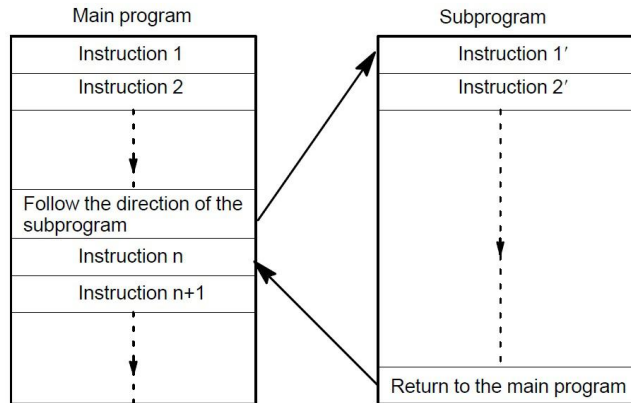 Main program
Instruction 1
Instruction 2
Follow the direction of the
subprogram
Instruction n
Instruction n+1
Subprogram
Instruction 1′
Instruction 2′
Return to the main program